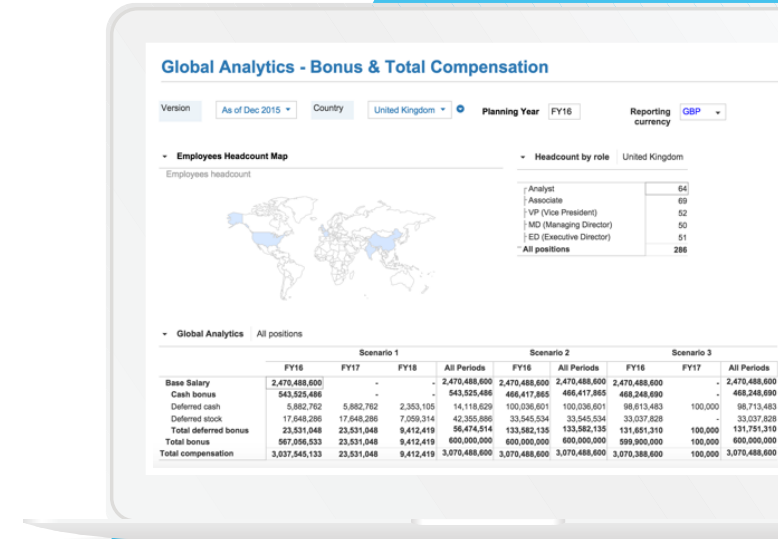 Global Analytics - Bonus & Total Compensation
Version As of Dec 2015 Country United Kingdom Planning Year FY16 Reporting currency GBP
Employees Headcount Map
Employees headcount
Headcount by role United Kingdom
Analyst 64
Associate 69
VP (Vice President) 52
MD (Managing Director) 50
ED (Executive Director) 51
All positions 286
Global Analytics All positions
Scenario 1 Scenario 2 Scenario 3
FY16 FY17 FY18 All Periods FY16 All Periods FY16 FY17 All Periods
Base Salary 2,470,488,600 - - 2,470,488,600 2,470,488,600 2,470,488,600 2,470,488,600 - 2,470,488,600
Cash bonus 543,525,486 - - 543,525,486 466,417,865 466,417,865 468,248,690 - 468,248,690
Deferred cash 5,882,762 5,882,762 2,353,105 14,118,629 100,036,601 100,036,601 98,613,483 100,000 98,713,483
Deferred stock 17,648,286 17,648,286 7,059,314 42,355,886 33,545,534 33,545,534 33,037,828 - 33,037,828
Total deferred bonus 23,531,048 23,531,048 9,412,419 56,474,514 133,582,135 133,582,135 131,651,310 100,000 131,751,310
Total bonus 567,056,533 23,531,048 9,412,419 600,000,000 600,000,000 600,000,000 599,900,000 100,000 600,000,000
Total compensation 3,037,545,133 23,531,048 9,412,419 3,070,488,600 3,070,488,600 3,070,488,600 3,070,388,600 100,000 3,070,488,600